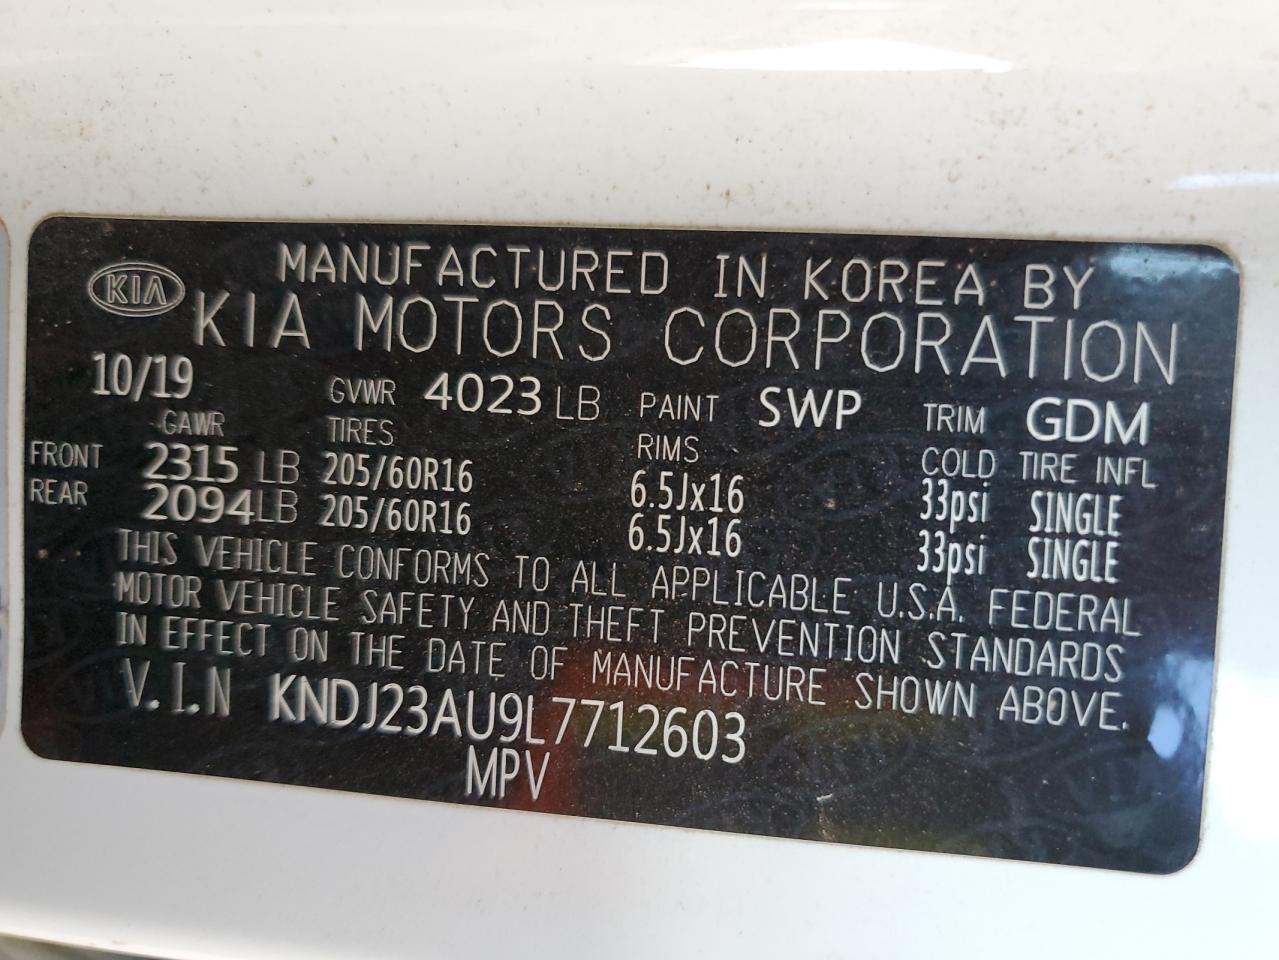 MANUFACTURED IN KOREA BY
KIA KIA MOTORS CORPORATION
10/19 GVWR 4023 LB PAINT SWP TRIM GDM
GAWR TIRES RIMS COLD TIRE INFL
FRONT 2315 LB 205/60R16 6.5Jx16 33psi SINGLE
REAR 2094LB 205/60R16 6.5Jx16 33psi SINGLE
THIS VEHICLE CONFORMS TO ALL APPLICABLE U.S.A. FEDERAL
MOTOR VEHICLE SAFETY AND THEFT PREVENTION STANDARDS
IN EFFECT ON THE DATE OF MANUFACTURE SHOWN ABOVE.
V.I.N KNDJ23AU9L7712603
MPV